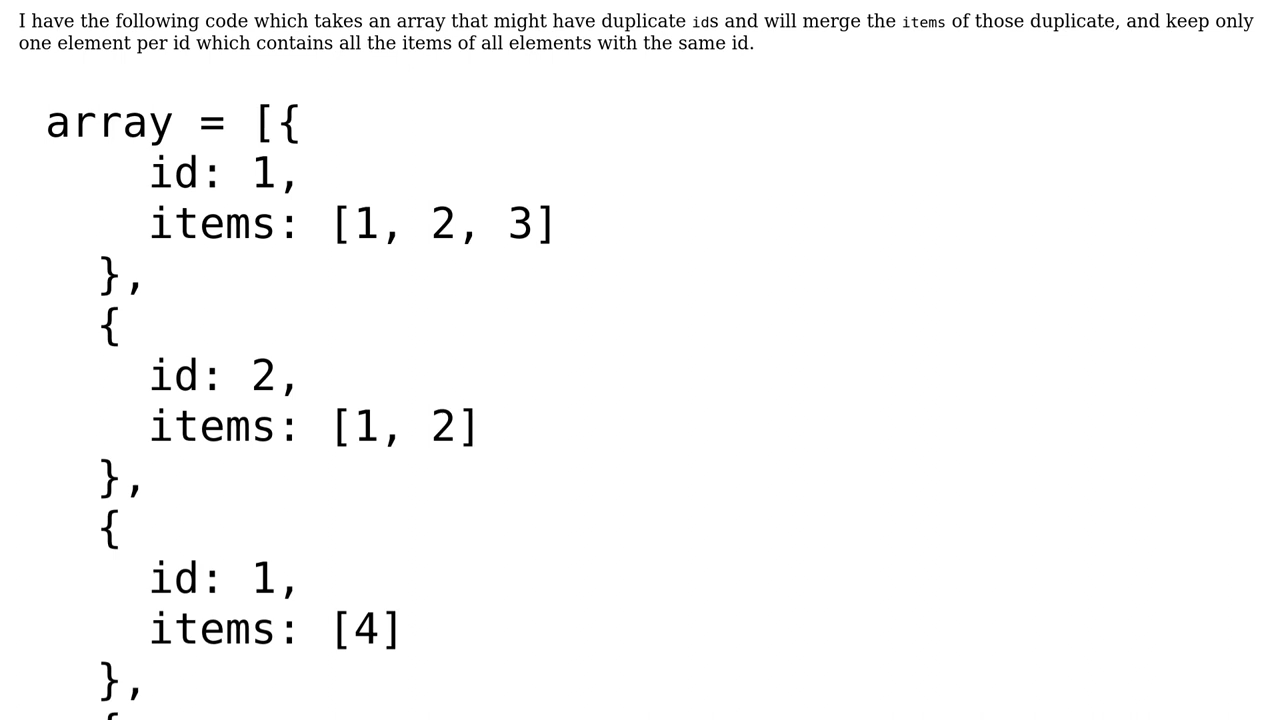 I have the following code which takes an array that might have duplicate ids and will merge the items of those duplicate, and keep only
one element per id which contains all the items of all elements with the same id.
array = [{
id: 1,
items: [1, 2, 3]
},
{
id: 2,
items: [1, 2]
},
{
id: 1,
items: [4]
},
{